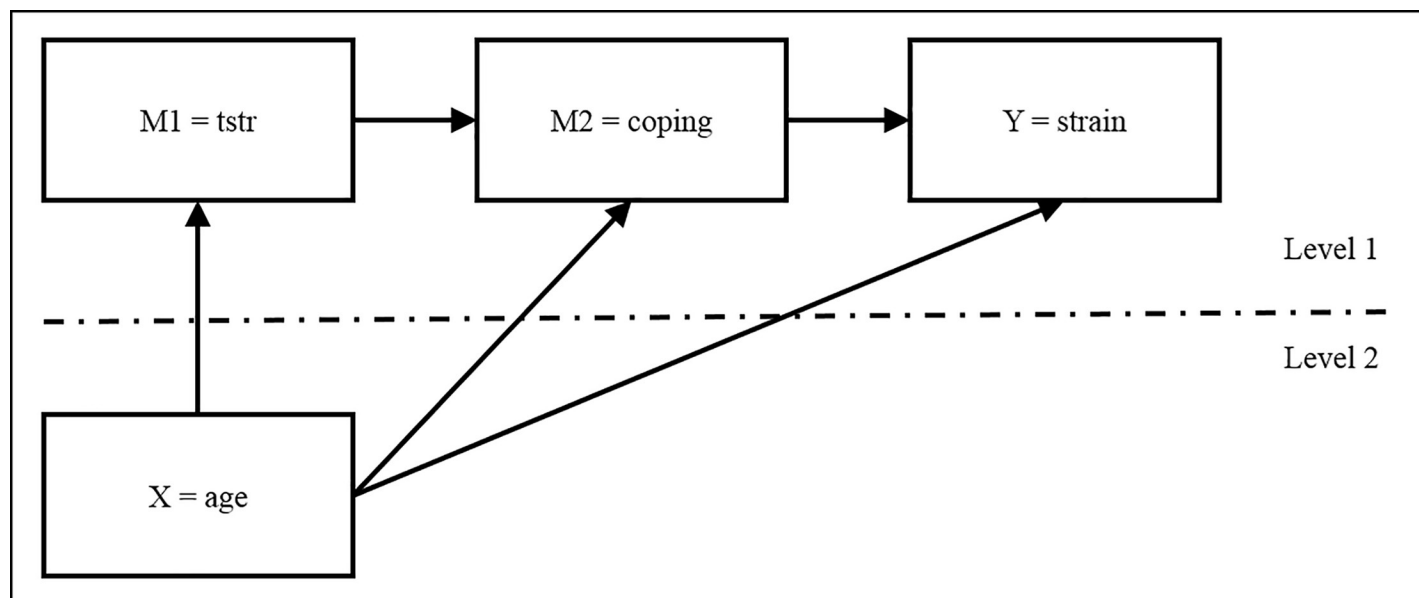 M1 = tstr
M2 = coping
Y = strain
Level 1
Level 2
X = age